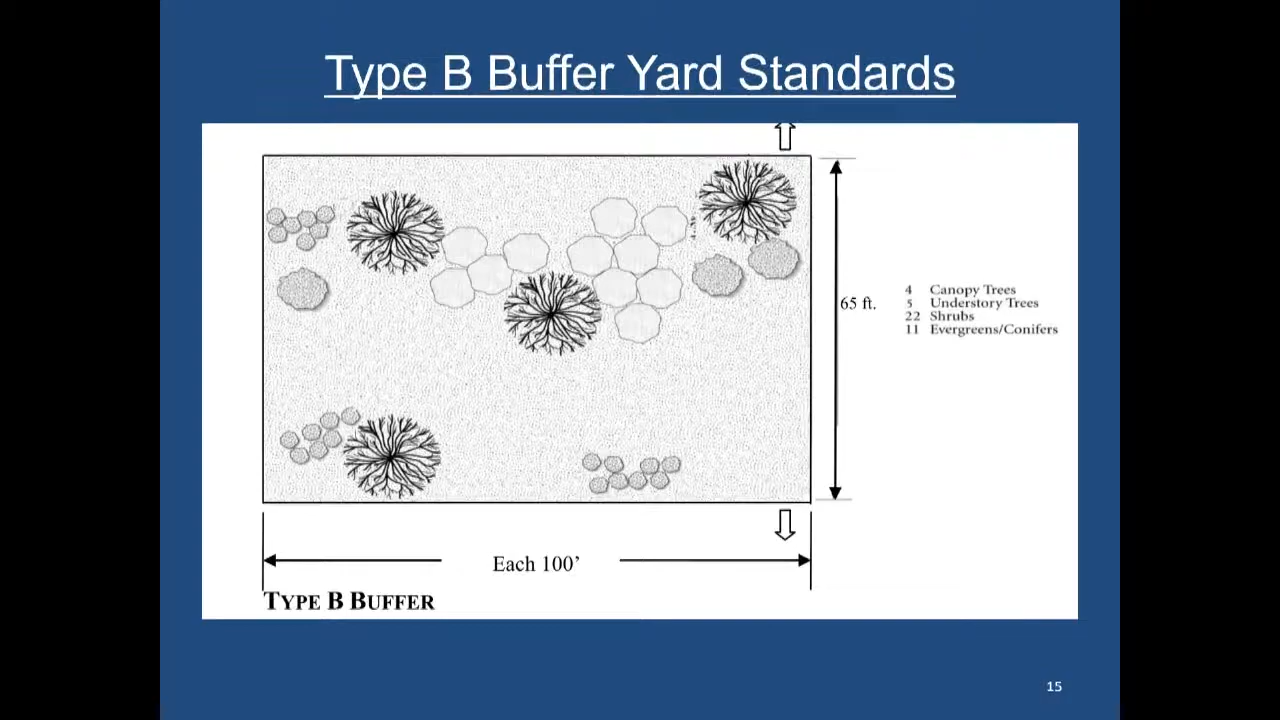 Type B Buffer Yard Standards
65 ft.
4 Canopy Trees
5 Understory Trees
22 Shrubs
11 Evergreens/Conifers
Each 100’
TYPE B BUFFER
15